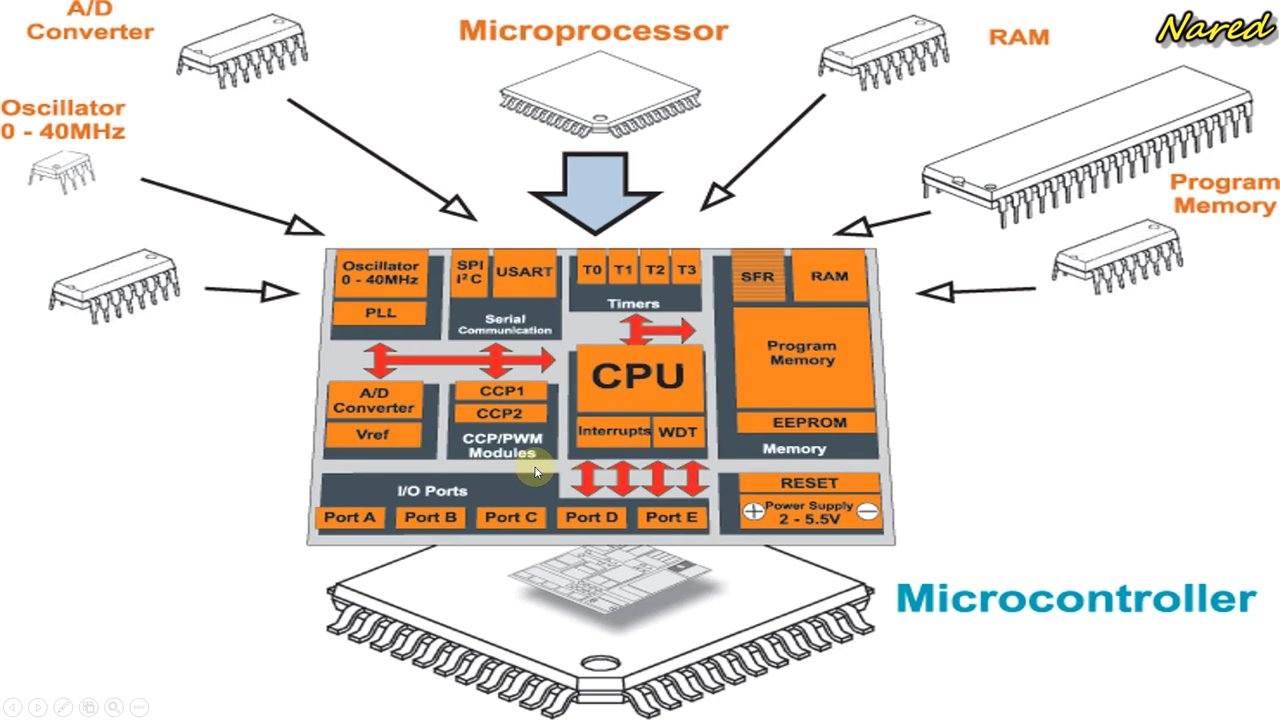 A/D
Converter
Microprocessor
RAM
Nared
Oscillator
0 - 40MHz
Program
Memory
Oscillator
0 - 40MHz
PLL
SPI
I²C
USART
Serial
Communication
T0 T1 T2 T3
Timers
SFR
RAM
Program
Memory
EEPROM
Memory
A/D
Converter
Vref
CCP1
CCP2
CCP/PWM
Modules
CPU
Interrupts
WDT
I/O Ports
Port A
Port B
Port C
Port D
Port E
RESET
Power Supply
2 - 5.5V
Microcontroller